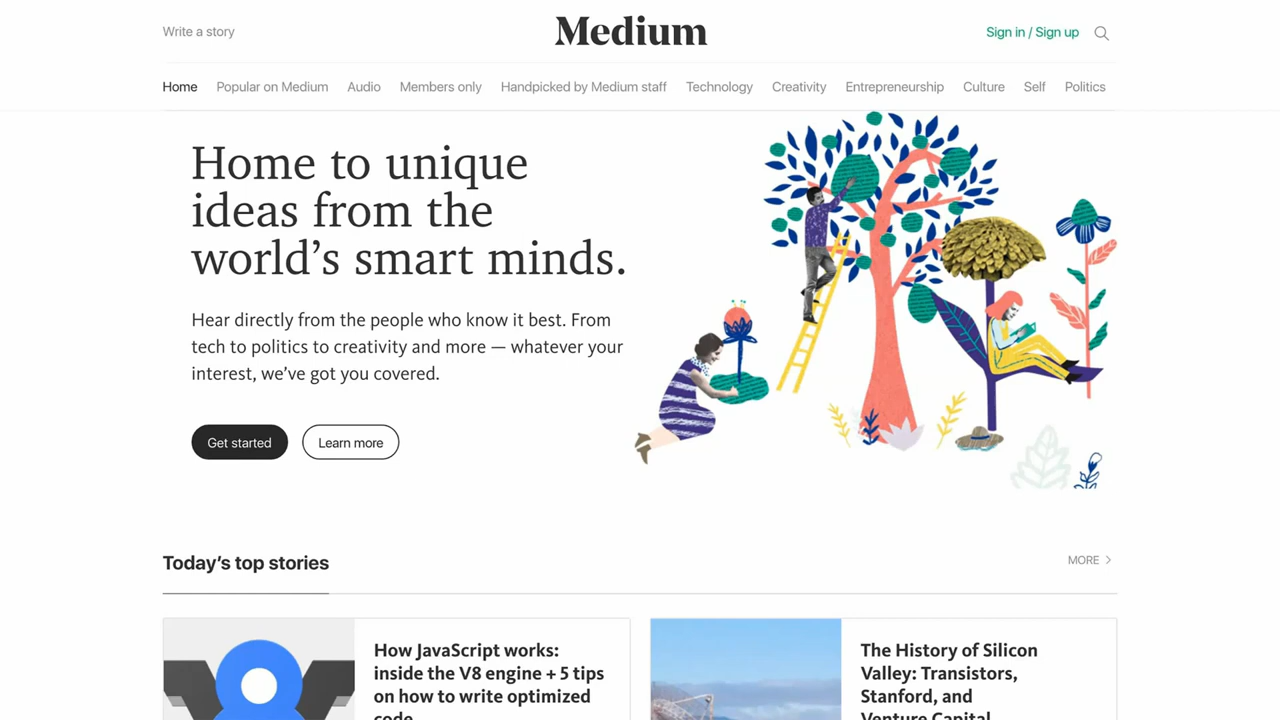 Write a story
Medium
Sign in / Sign up
Home Popular on Medium Audio Members only Handpicked by Medium staff Technology Creativity Entrepreneurship Culture Self Politics
Home to unique
ideas from the
world’s smart minds.
Hear directly from the people who know it best. From
tech to politics to creativity and more — whatever your
interest, we’ve got you covered.
Get started
Learn more
Today’s top stories
MORE
How JavaScript works:
inside the V8 engine + 5 tips
on how to write optimized
code
The History of Silicon
Valley: Transistors,
Stanford, and
Venture Capital